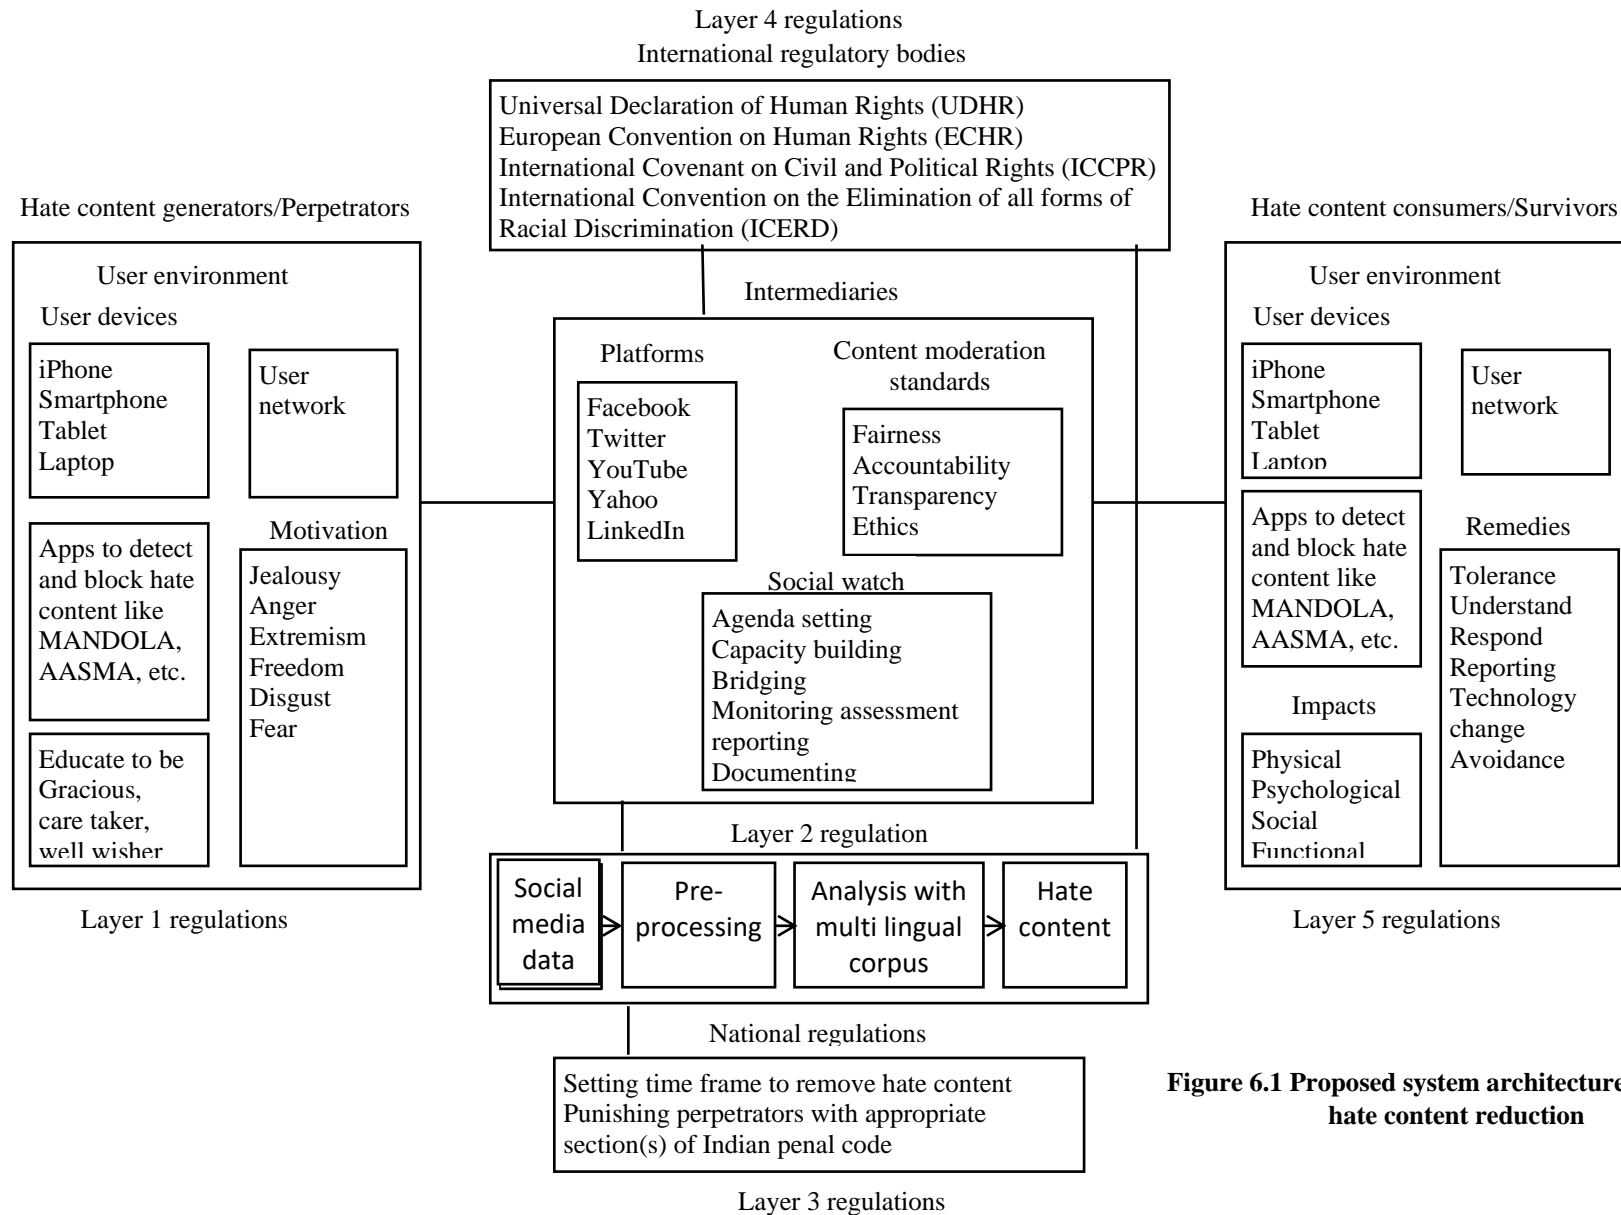 Layer 4 regulations
International regulatory bodies
Universal Declaration of Human Rights (UDHR)
European Convention on Human Rights (ECHR)
International Covenant on Civil and Political Rights (ICCPR)
International Convention on the Elimination of all forms of
Racial Discrimination (ICERD)
Hate content generators/Perpetrators
User environment
User devices
iPhone
Smartphone
Tablet
Laptop
User
network
Apps to detect
and block hate
content like
MANDOLA,
AASMA, etc.
Motivation
Jealousy
Anger
Extremism
Freedom
Disgust
Fear
Educate to be
Gracious,
care taker,
well wisher
Layer 1 regulations
Intermediaries
Platforms
Facebook
Twitter
YouTube
Yahoo
LinkedIn
Content moderation
standards
Fairness
Accountability
Transparency
Ethics
Social watch
Agenda setting
Capacity building
Bridging
Monitoring assessment
reporting
Documenting
Layer 2 regulation
Social
media
data
Pre-
processing
Analysis with
multi lingual
corpus
Hate
content
National regulations
Setting time frame to remove hate content
Punishing perpetrators with appropriate
section(s) of Indian penal code
Layer 3 regulations
Hate content consumers/Survivors
User environment
User devices
iPhone
Smartphone
Tablet
Laptop
User
network
Apps to detect
and block hate
content like
MANDOLA,
AASMA, etc.
Remedies
Tolerance
Understand
Respond
Reporting
Technology
change
Avoidance
Impacts
Physical
Psychological
Social
Functional
Layer 5 regulations
Figure 6.1 Proposed system architecture
hate content reduction